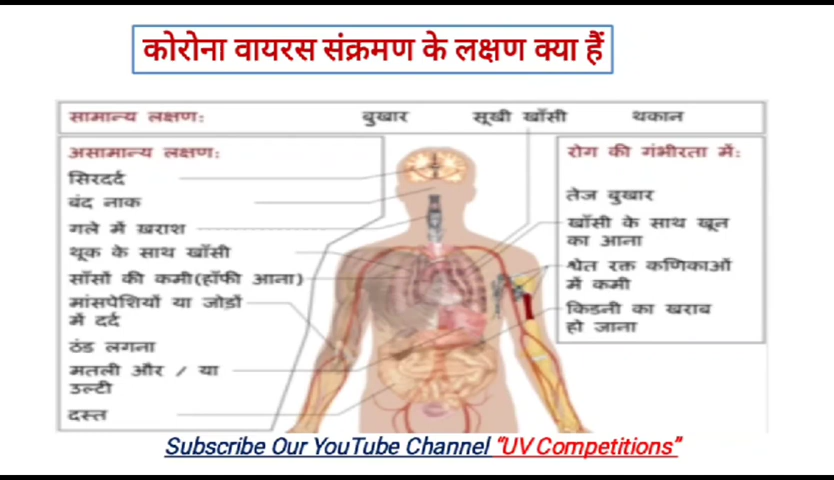 कोरोना वायरस संक्रमण के लक्षण क्या हैं
सामान्य लक्षण: बुखार सूखी खाँसी थकान
असामान्य लक्षण:
सिरदर्द
बंद नाक
गले में ख़राश
थूक के साथ खाँसी
साँसों की कमी(हाँफी आना)
मांसपेशियों या जोड़ों
में दर्द
ठंड लगना
मतली और / या
उल्टी
दस्त
रोग की गंभीरता में:
तेज बुखार
खाँसी के साथ खून
का आना
श्वेत रक्त कणिकाओं
में कमी
किडनी का खराब
हो जाना
Subscribe Our YouTube Channel “UV Competitions”